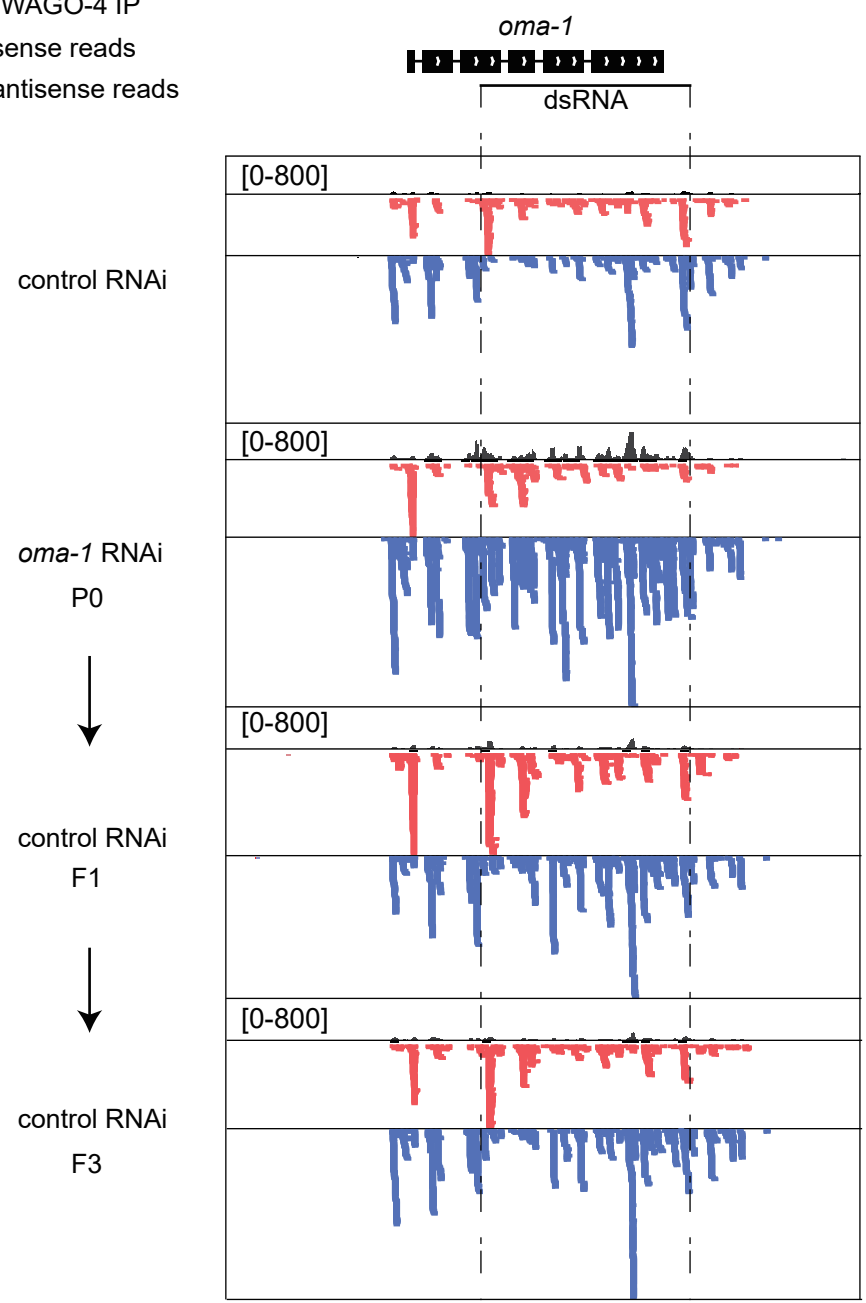 WAGO-4 IP
sense reads
antisense reads
oma-1
dsRNA
[0-800]
control RNAi
[0-800]
oma-1 RNAi
P0
[0-800]
control RNAi
F1
[0-800]
control RNAi
F3